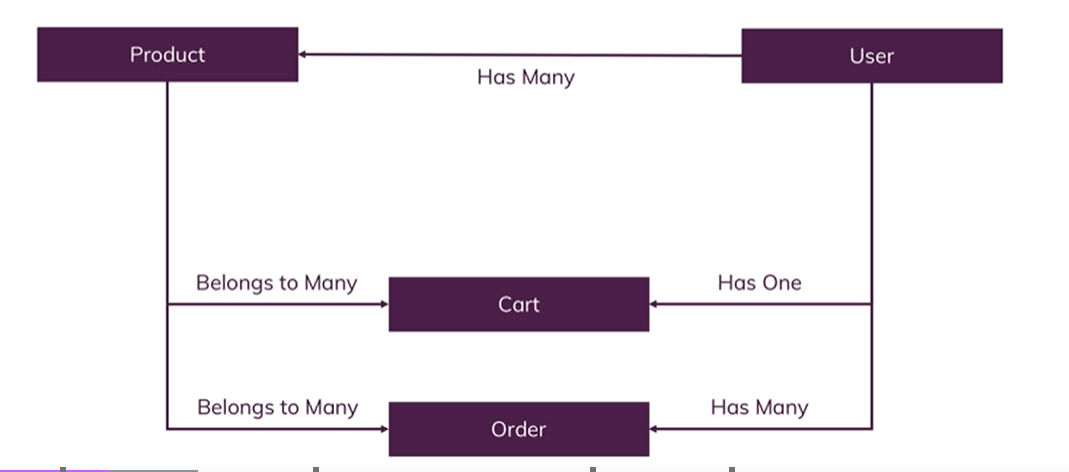 Product
User
Has Many
Belongs to Many
Has One
Cart
Belongs to Many
Has Many
Order